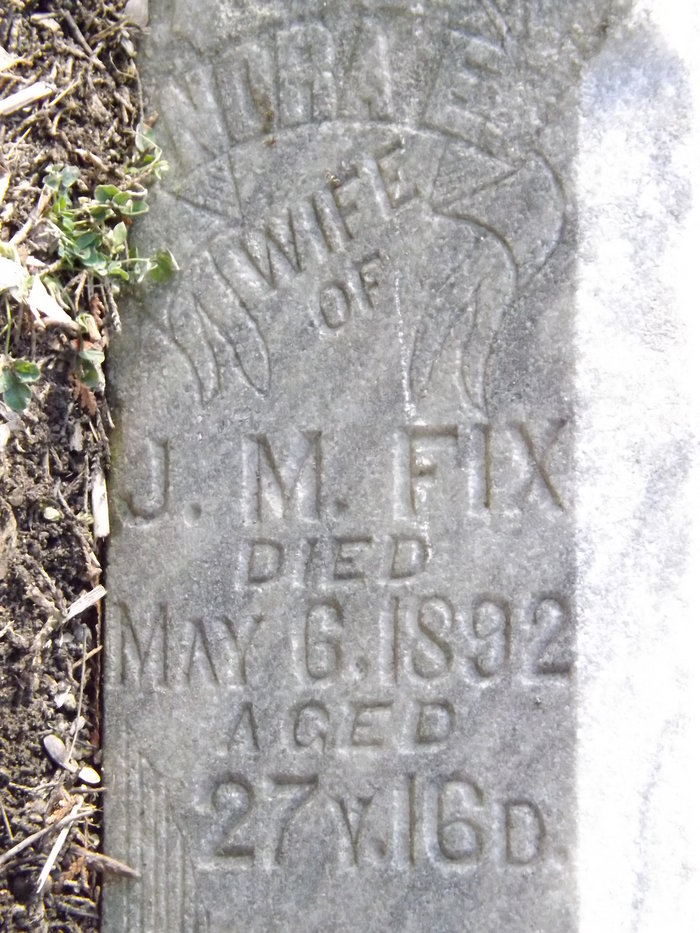 NORA E.
WIFE
OF
J. M. FIX
DIED
MAY 6, 1892
AGED
27 Y. 16 D.